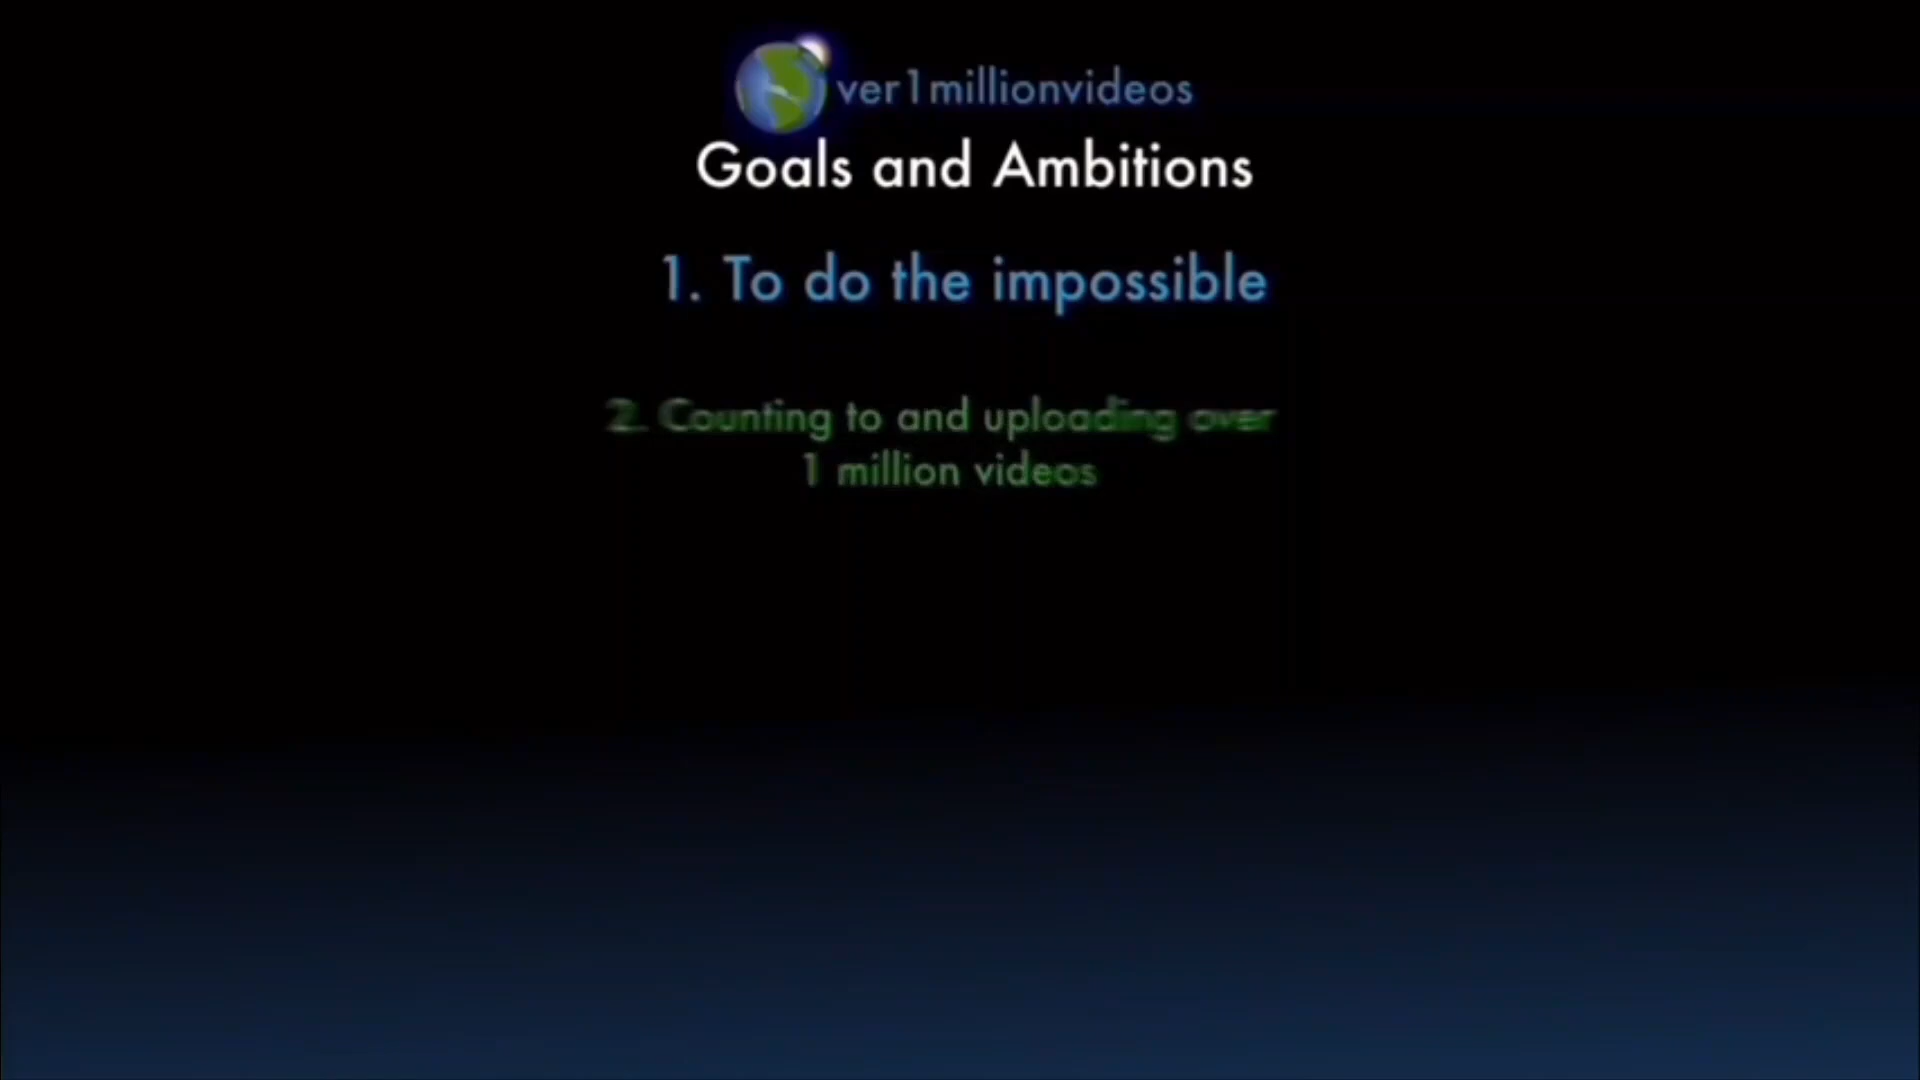 ver1millionvideos
Goals and Ambitions
1. To do the impossible
2. Counting to and uploading over
1 million videos